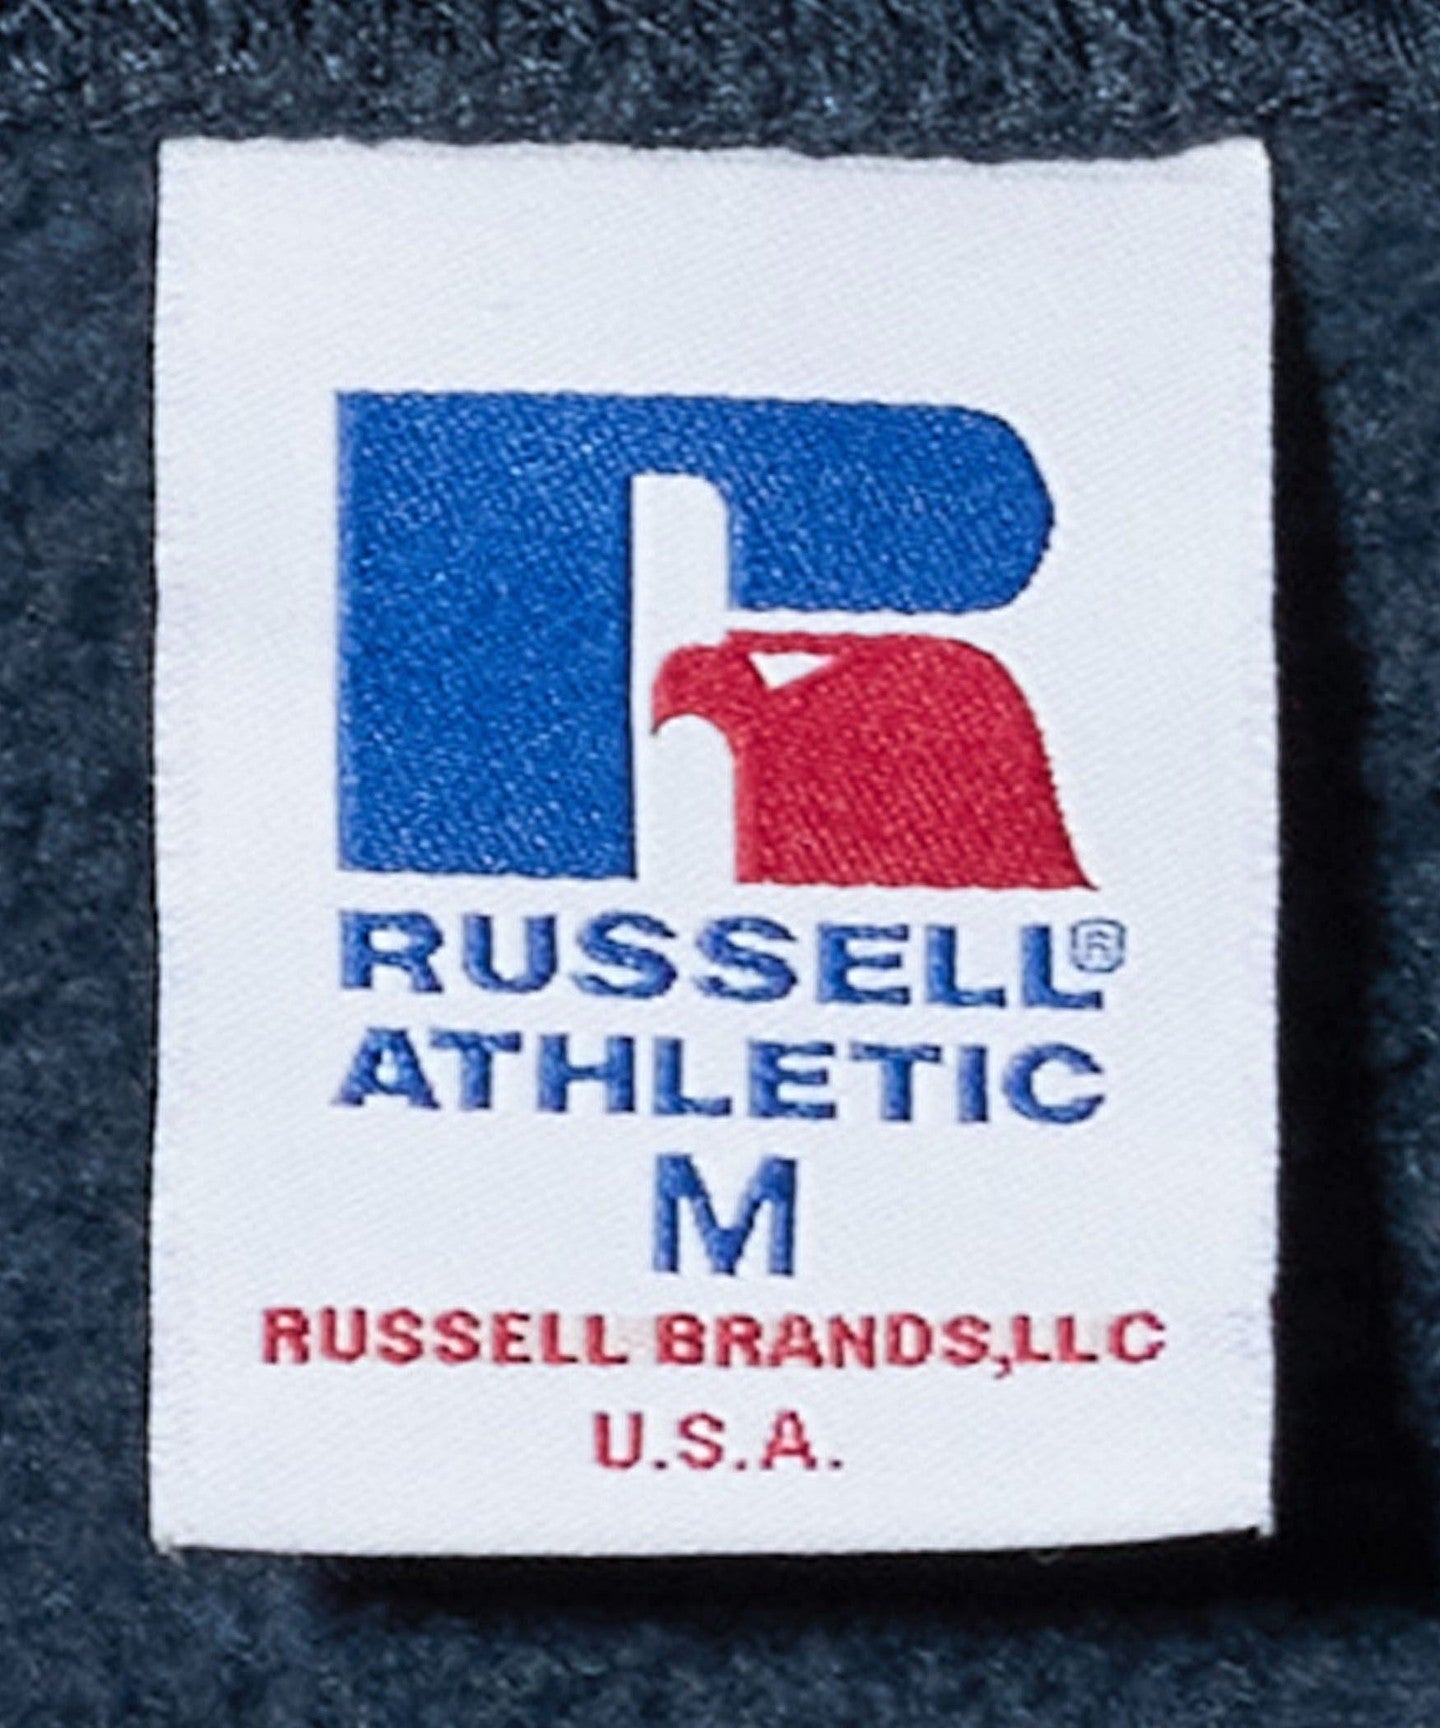 RUSSELL®
ATHLETIC
M
RUSSELL BRANDS,LLC
U.S.A.